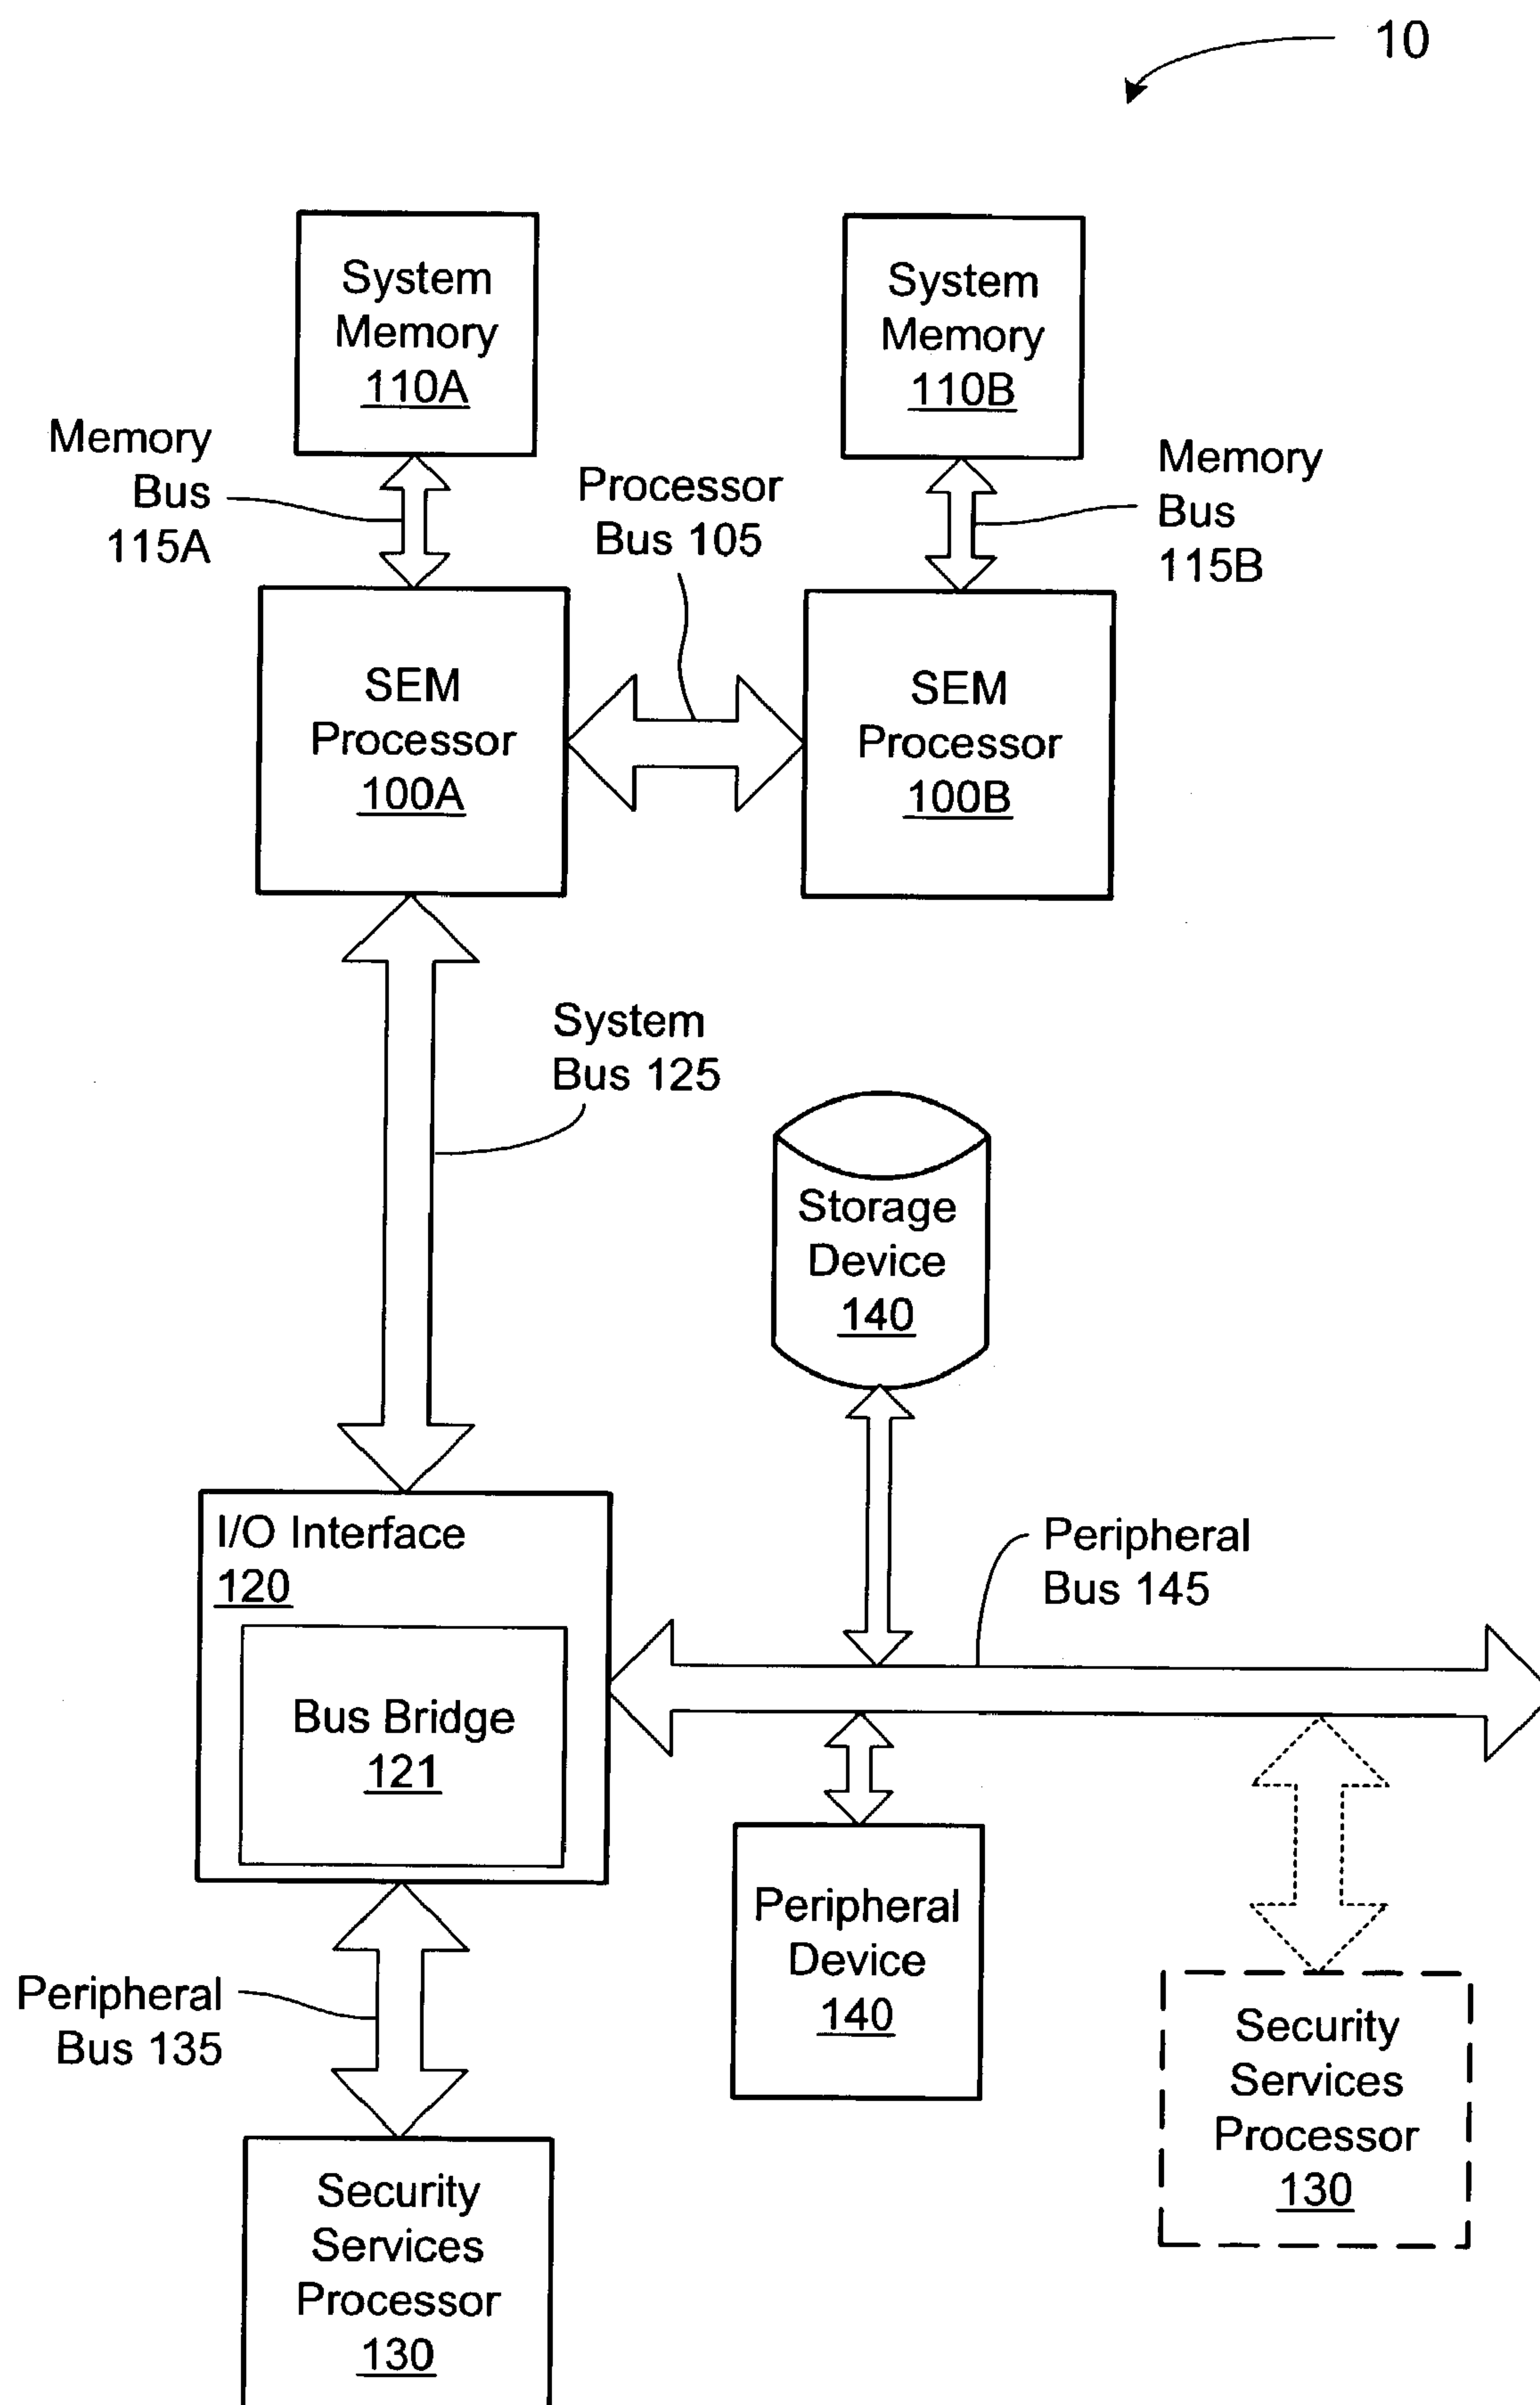 10
System
Memory
110A
System
Memory
110B
Memory
Bus
115A
Processor
Bus 105
Memory
Bus
115B
SEM
Processor
100A
SEM
Processor
100B
System
Bus 125
Storage
Device
140
I/O Interface
120
Peripheral
Bus 145
Bus Bridge
121
Peripheral
Device
140
Peripheral
Bus 135
Security
Services
Processor
130
Security
Services
Processor
130